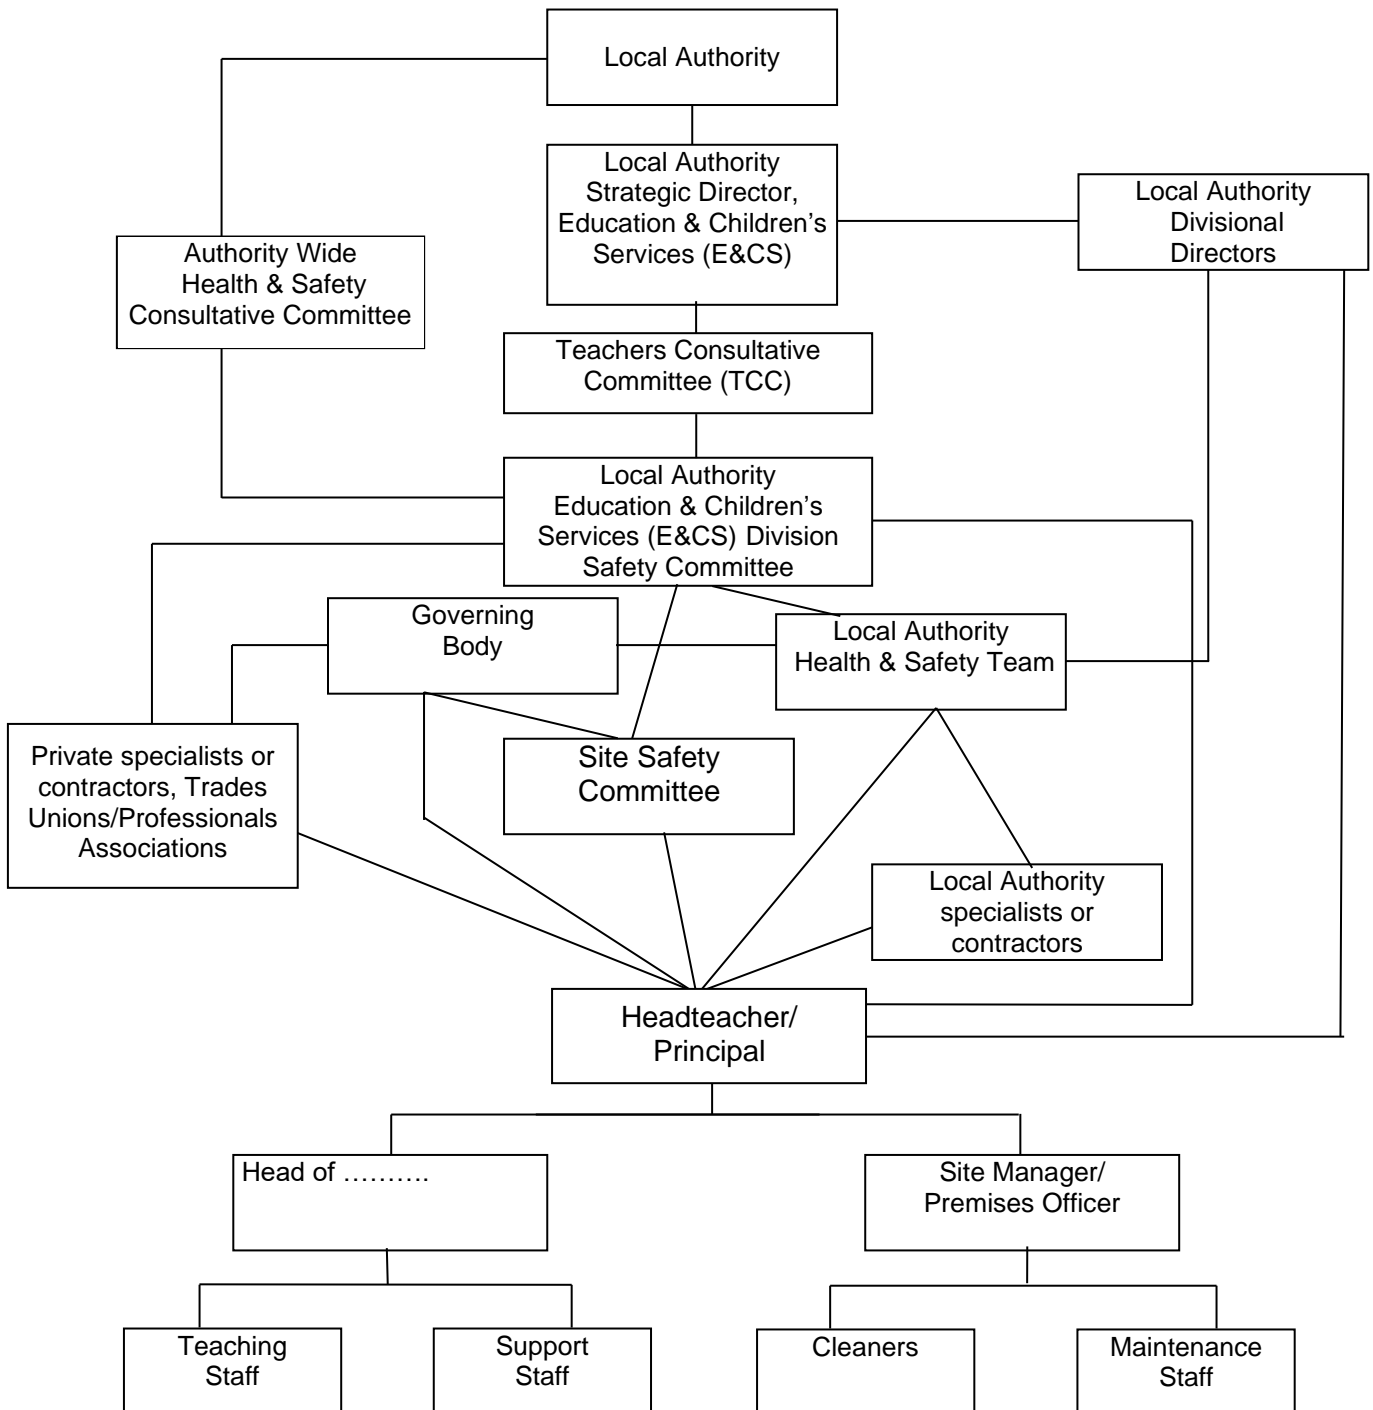 Local Authority
Local Authority
Strategic Director,
Education & Children’s
Services (E&CS)
Local Authority
Divisional
Directors
Authority Wide
Health & Safety
Consultative Committee
Teachers Consultative
Committee (TCC)
Local Authority
Education & Children’s
Services (E&CS) Division
Safety Committee
Governing
Body
Local Authority
Health & Safety Team
Private specialists or
contractors, Trades
Unions/Professionals
Associations
Site Safety
Committee
Local Authority
specialists or
contractors
Headteacher/
Principal
Head of ……….
Site Manager/
Premises Officer
Teaching
Staff
Support
Staff
Cleaners
Maintenance
Staff